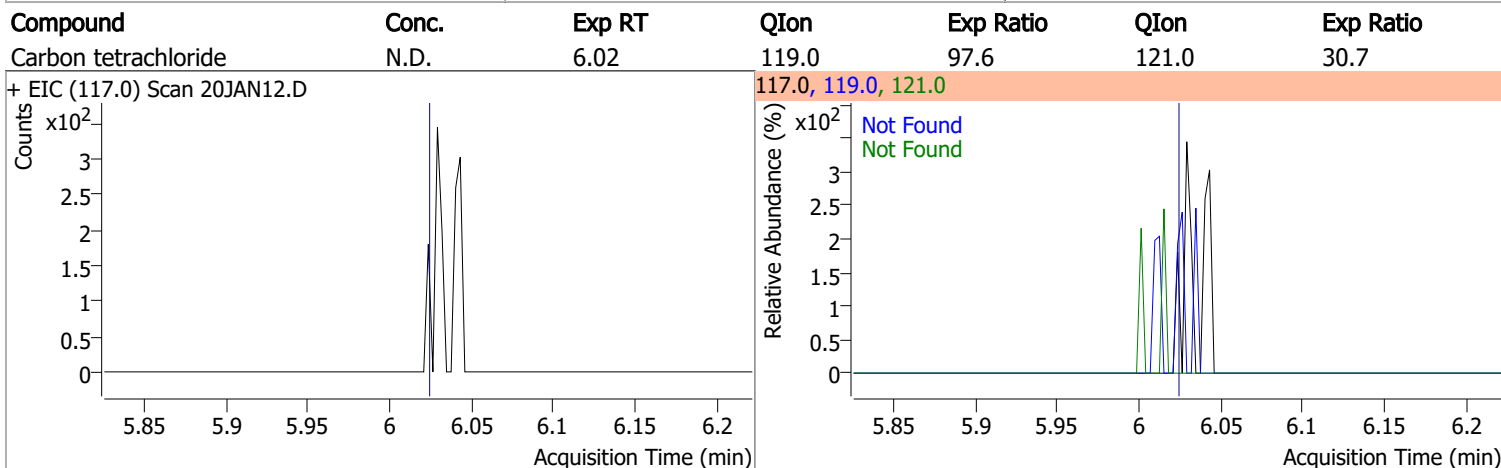 Compound Conc. Exp RT QIon Exp Ratio QIon Exp Ratio
Carbon tetrachloride N.D. 6.02 119.0 97.6 121.0 30.7
+ EIC (117.0) Scan 20JAN12.D
Counts
x10²
3
2.5
2
1.5
1
0.5
0
5.85 5.9 5.95 6 6.05 6.1 6.15 6.2
Acquisition Time (min)
117.0, 119.0, 121.0
Relative Abundance (%)
x10²
Not Found
Not Found
3
2.5
2
1.5
1
0.5
0
5.85 5.9 5.95 6 6.05 6.1 6.15 6.2
Acquisition Time (min)